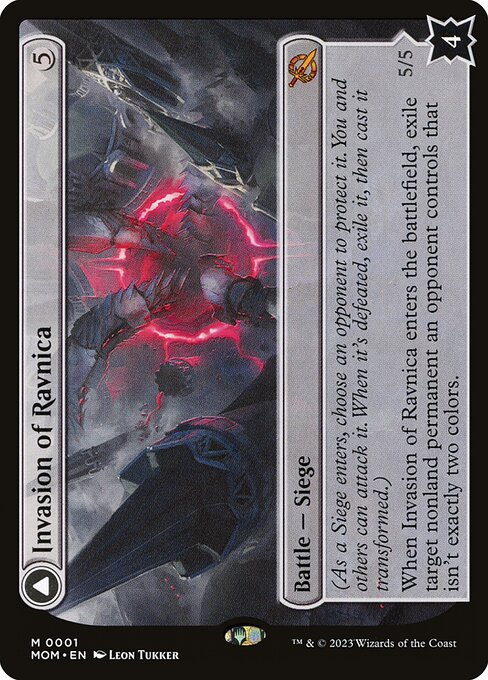 Invasion of Ravnica 5
Battle — Siege
(As a Siege enters, choose an opponent to protect it. You and
others can attack it. When it's defeated, exile it, then cast it
transformed.)
When Invasion of Ravnica enters the battlefield, exile
target nonland permanent an opponent controls that
isn't exactly two colors.
5/5
4
M 0001
MOM • EN Leon Tukker
™ & © 2023 Wizards of the Coast